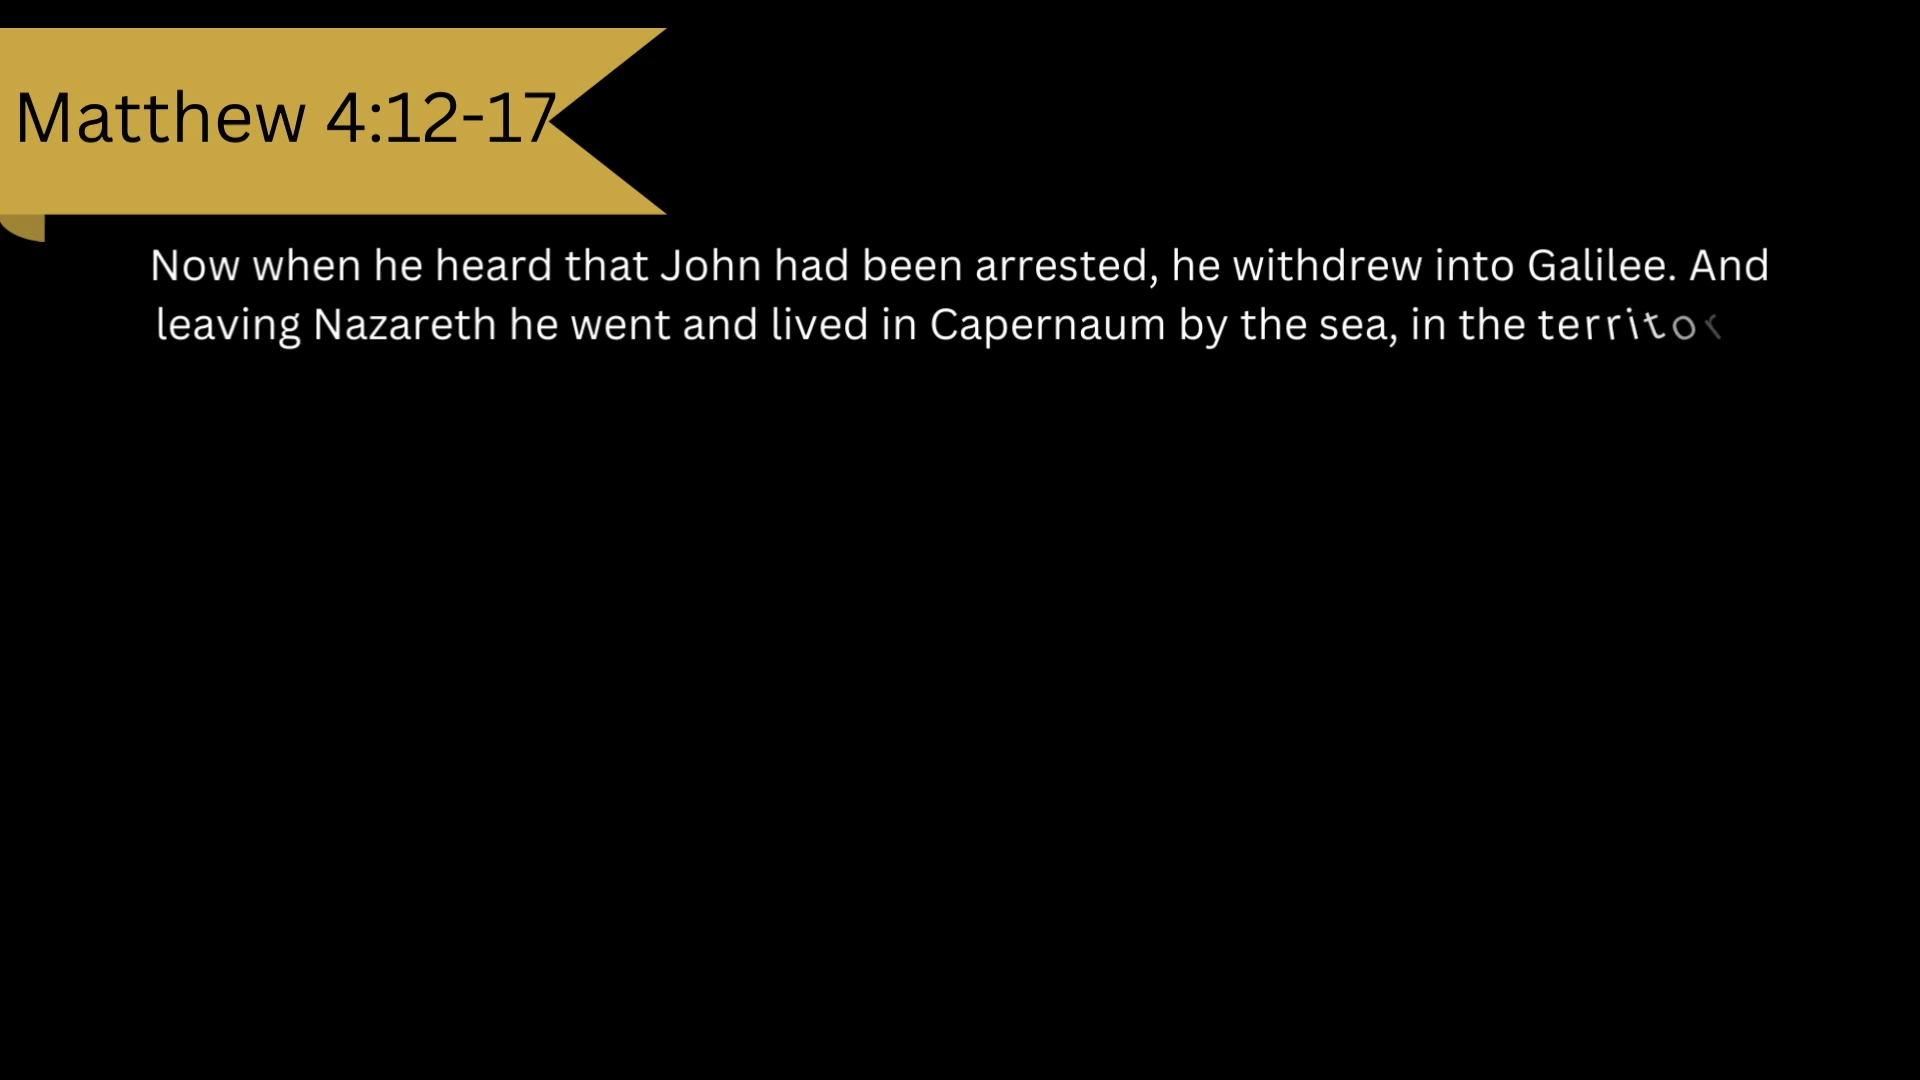 Matthew 4:12-17
Now when he heard that John had been arrested, he withdrew into Galilee. And
leaving Nazareth he went and lived in Capernaum by the sea, in the territor